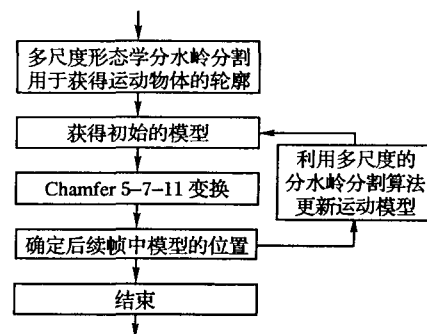 多尺度形态学分水岭分割
用于获得运动物体的轮廓
获得初始的模型
Chamfer 5-7-11 变换
确定后续帧中模型的位置
结束
利用多尺度的
分水岭分割算法
更新运动模型